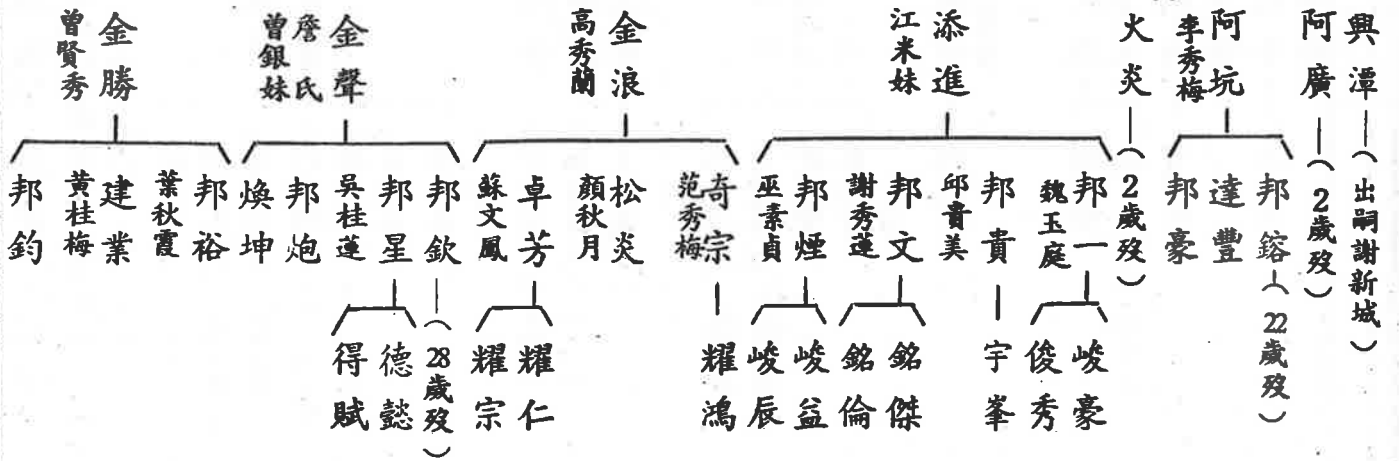 興潭
（出嗣謝新城）
阿廣
（2歲歿）
阿坑
李秀梅
火炎
（2歲歿）
添進
江米妹
金浪
高秀蘭
金聲
詹氏
曾銀妹
金勝
曾賢秀
邦鎔
（22歲歿）
達豐
邦豪
邦一
魏玉庭
邦貴
邱貴美
邦文
謝秀蓮
邦煙
巫素貞
奇宗
范秀梅
松炎
顏秋月
卓芳
蘇文鳳
邦欽
（28歲歿）
邦星
吳桂蓮
邦炮
煥坤
邦裕
葉秋霞
建業
黃桂梅
邦鈞
峻豪
俊秀
宇峯
銘傑
銘倫
峻益
峻辰
耀鴻
耀仁
耀宗
德懿
得賦